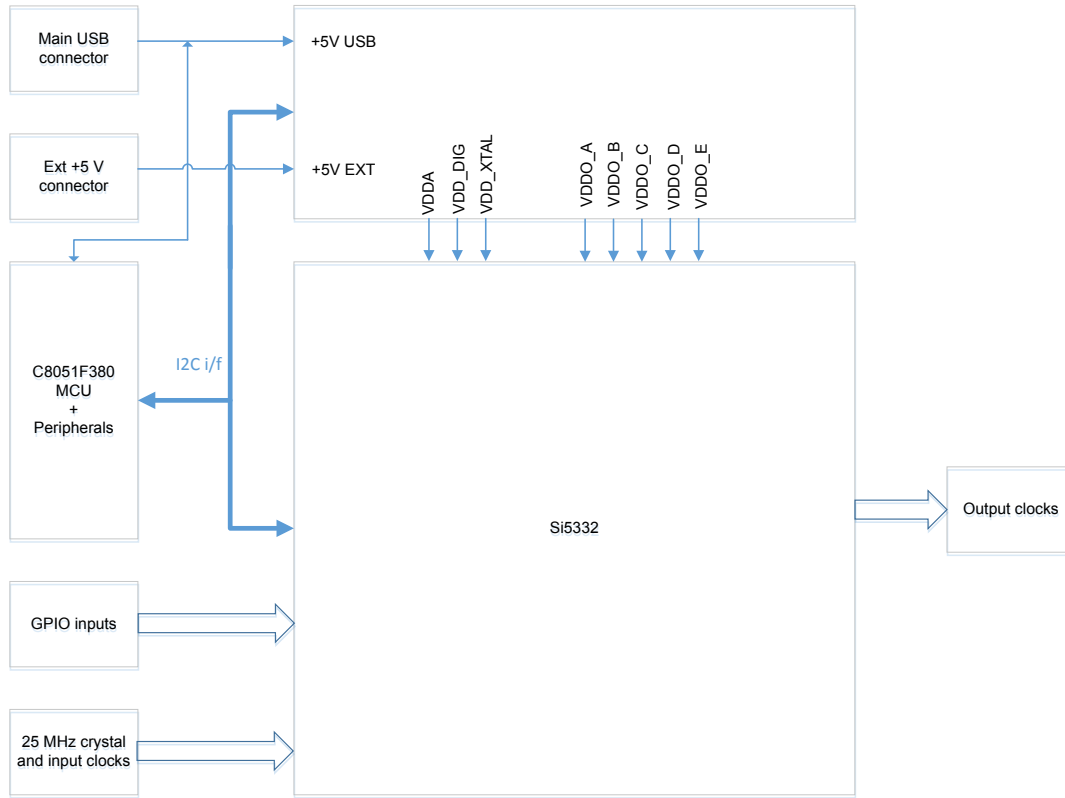 Main USB
connector
+5V USB
Ext +5 V
connector
+5V EXT
VDDA
VDD_DIG
VDD_XTAL
VDDO_A
VDDO_B
VDDO_C
VDDO_D
VDDO_E
I2C i/f
C8051F380
MCU
+
Peripherals
Si5332
Output clocks
GPIO inputs
25 MHz crystal
and input clocks